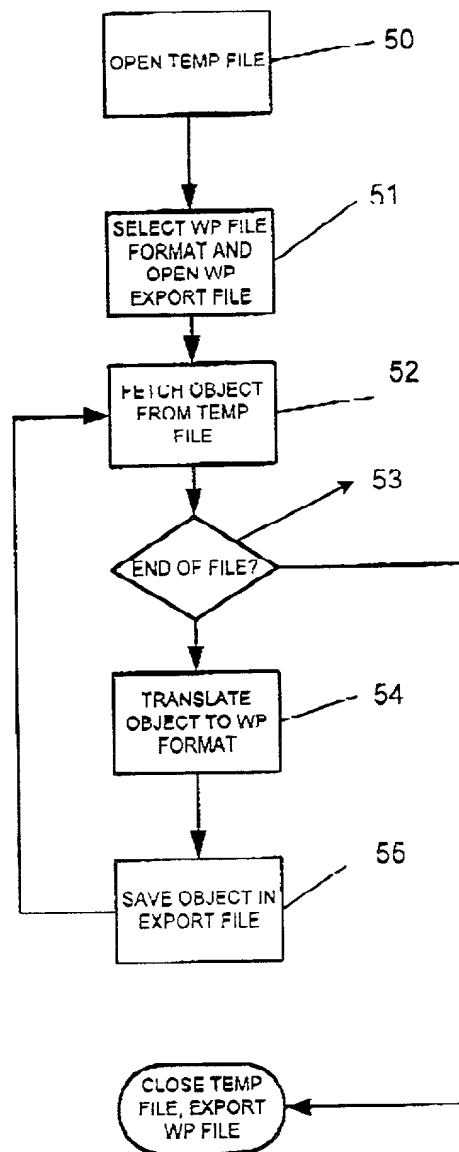 OPEN TEMP FILE
50
SELECT WP FILE
FORMAT AND
OPEN WP
EXPORT FILE
51
FETCH OBJECT
FROM TEMP
FILE
52
END OF FILE?
53
TRANSLATE
OBJECT TO WP
FORMAT
54
SAVE OBJECT IN
EXPORT FILE
56
CLOSE TEMP
FILE, EXPORT
WP FILE